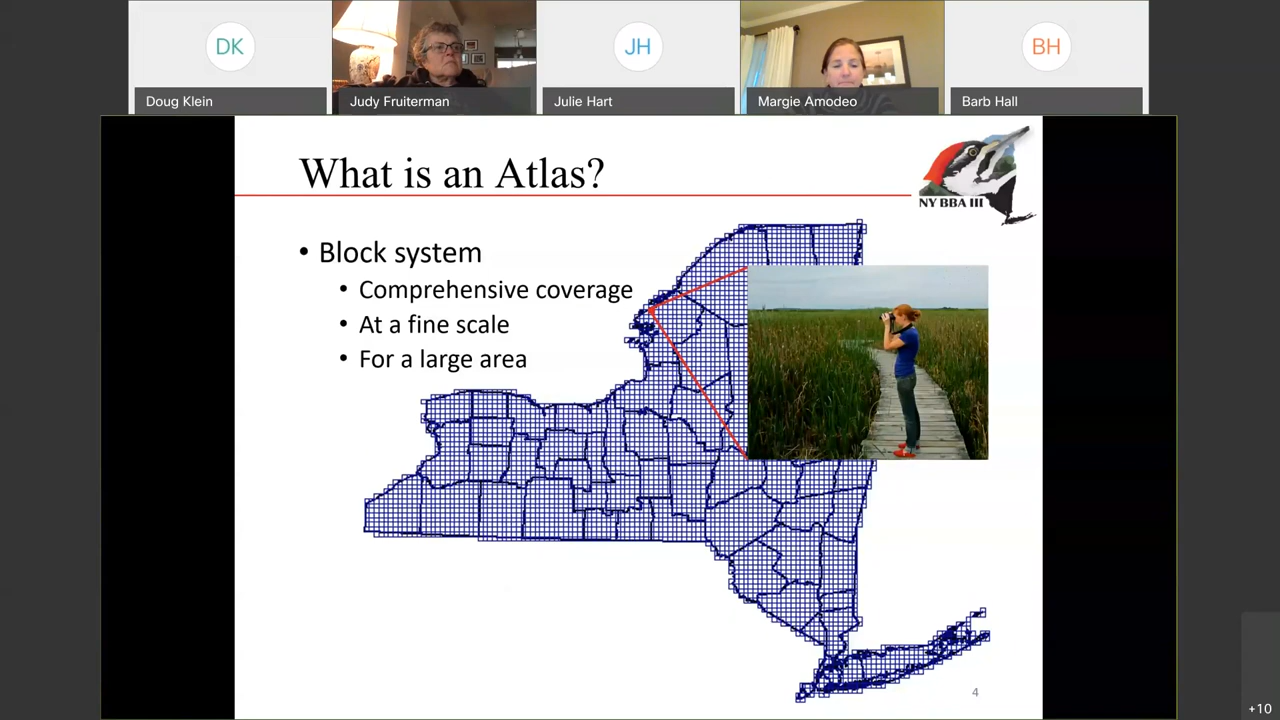 DK
JH
BH
Doug Klein
Judy Fruiterman
Julie Hart
Margie Amodeo
Barb Hall
What is an Atlas?
NY BBA III
• Block system
• Comprehensive coverage
• At a fine scale
• For a large area
4
+10